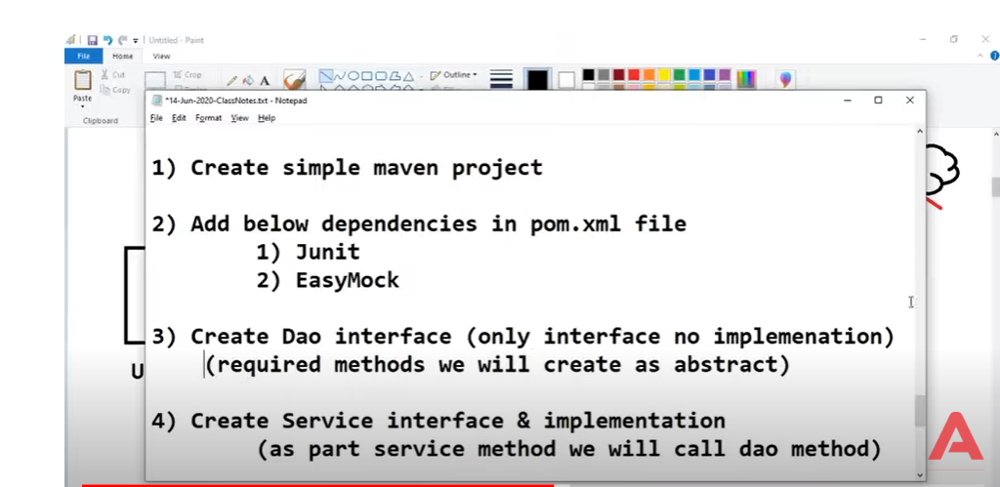 Untitled - Paint
File Home View
Cut
Copy
Paste
Clipboard
Crop
Outline
*14-Jun-2020-ClassNotes.txt - Notepad
File Edit Format View Help
1) Create simple maven project
2) Add below dependencies in pom.xml file
1) Junit
2) EasyMock
3) Create Dao interface (only interface no implemenation)
(required methods we will create as abstract)
4) Create Service interface & implementation
(as part service method we will call dao method)
U
A